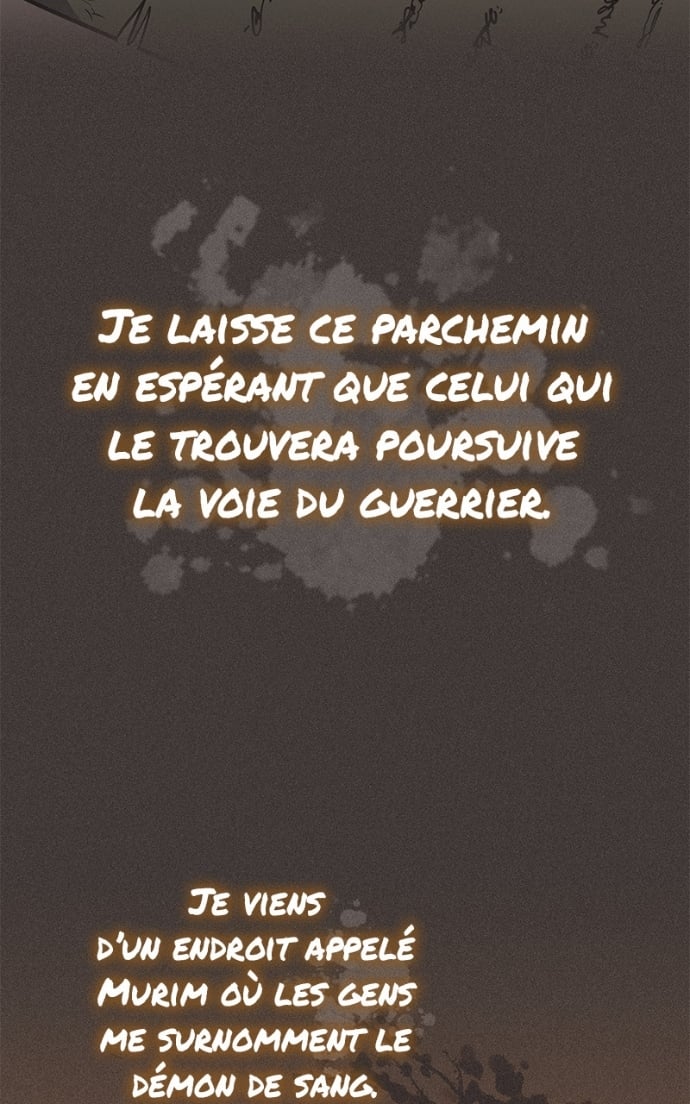 Je laisse ce parchemin
en espérant que celui qui
le trouvera poursuive
la voie du guerrier.
Je viens
d'un endroit appelé
Murim où les gens
me surnomment le
démon de sang.